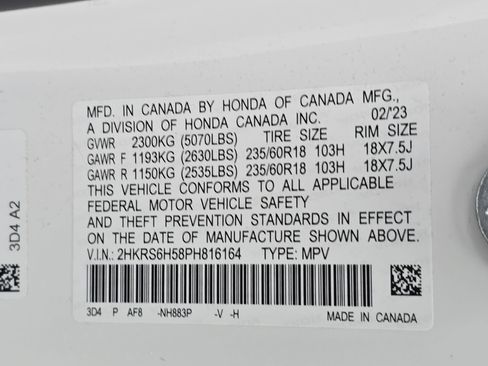 MFD. IN CANADA BY HONDA OF CANADA MFG.,
A DIVISION OF HONDA CANADA INC. 02/'23
GVWR 2300KG (5070LBS) TIRE SIZE RIM SIZE
GAWR F 1193KG (2630LBS) 235/60R18 103H 18X7.5J
GAWR R 1150KG (2535LBS) 235/60R18 103H 18X7.5J
THIS VEHICLE CONFORMS TO ALL APPLICABLE
FEDERAL MOTOR VEHICLE SAFETY
AND THEFT PREVENTION STANDARDS IN EFFECT
ON THE DATE OF MANUFACTURE SHOWN ABOVE.
V.I.N.: 2HKRS6H58PH816164 TYPE: MPV
3D4 P AF8 -NH883P -V -H
MADE IN CANADA
3D4 A2